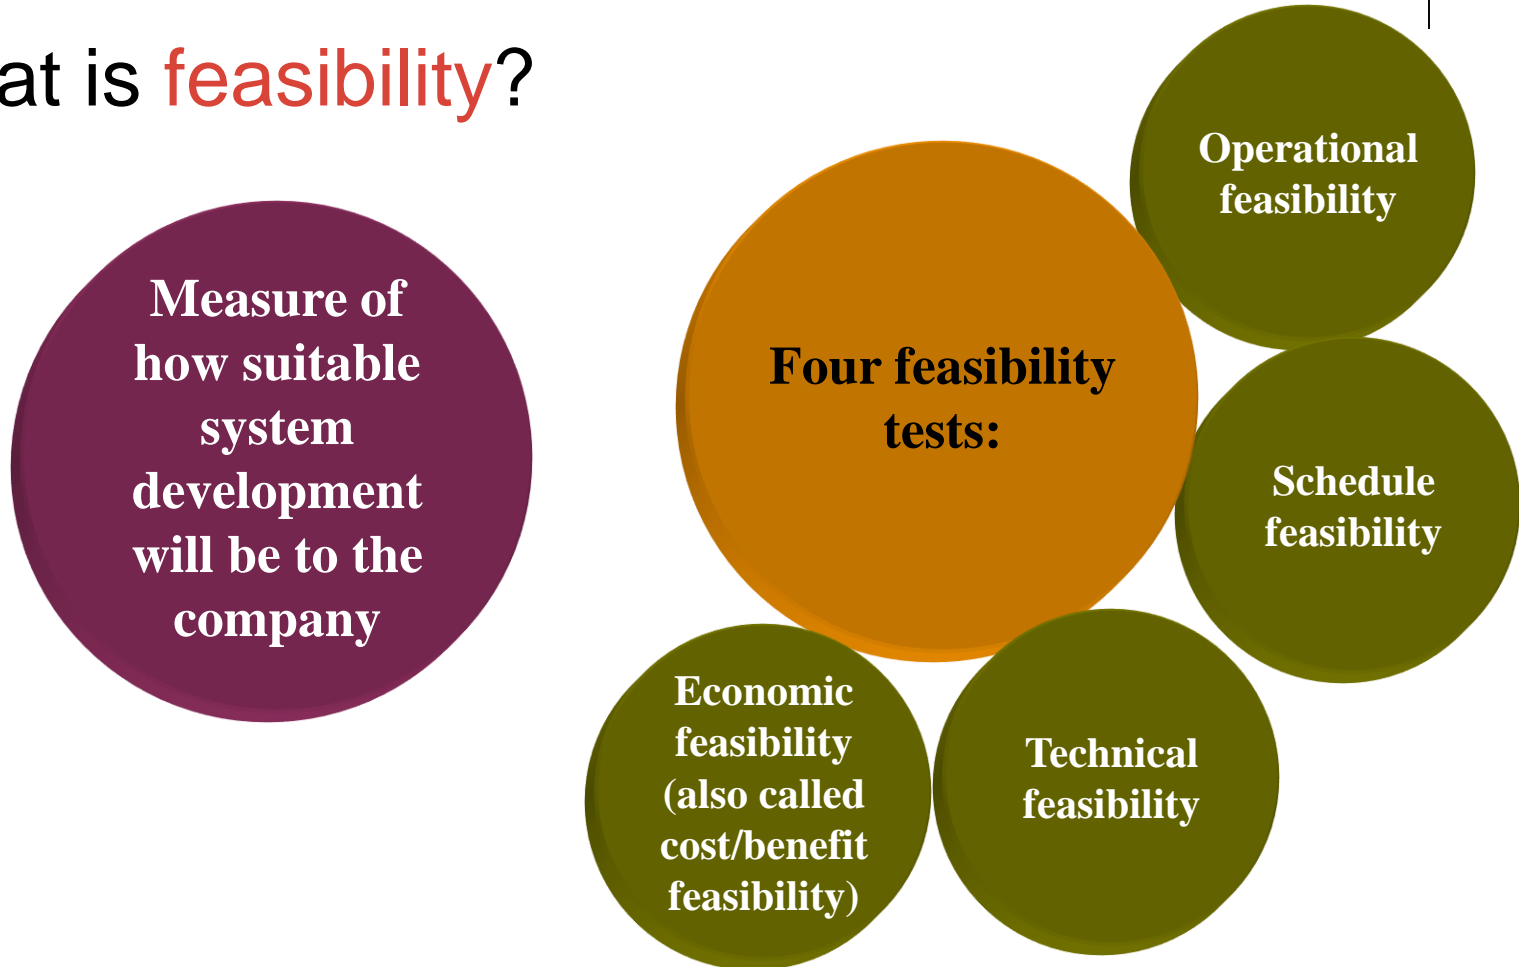 at is feasibility?
Measure of
how suitable
system
development
will be to the
company
Four feasibility
tests:
Operational
feasibility
Schedule
feasibility
Technical
feasibility
Economic
feasibility
(also called
cost/benefit
feasibility)